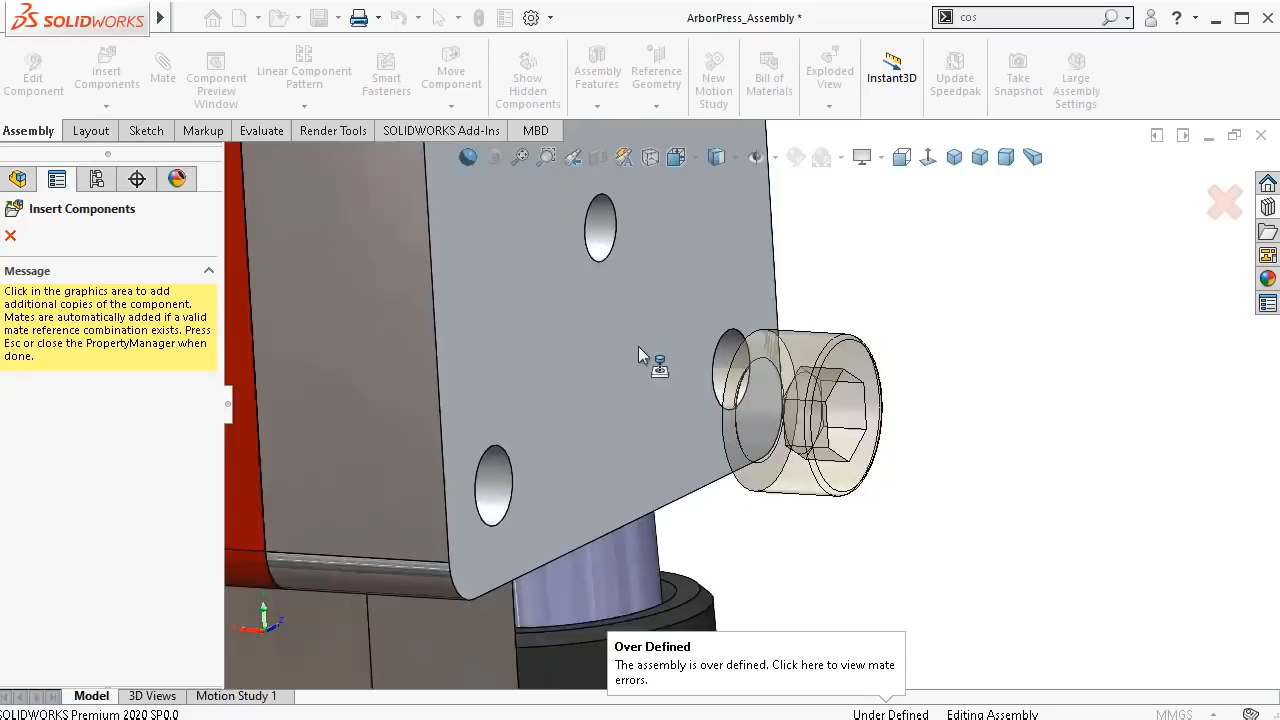 SOLIDWORKS
ArborPress_Assembly *
cos
?
Edit
Component
Insert
Components
Mate
Component
Preview
Window
Linear Component
Pattern
Smart
Fasteners
Move
Component
Show
Hidden
Components
Assembly
Features
Reference
Geometry
New
Motion
Study
Bill of
Materials
Exploded
View
Instant3D
Update
Speedpak
Take
Snapshot
Large
Assembly
Settings
Assembly
Layout
Sketch
Markup
Evaluate
Render Tools
SOLIDWORKS Add-Ins
MBD
Insert Components
Message
Click in the graphics area to add
additional copies of the component.
Mates are automatically added if a valid
mate reference combination exists. Press
Esc or close the PropertyManager when
done.
Over Defined
The assembly is over defined. Click here to view mate
errors.
Model
3D Views
Motion Study 1
SOLIDWORKS Premium 2020 SP0.0
Under Defined
Editing Assembly
MMGS